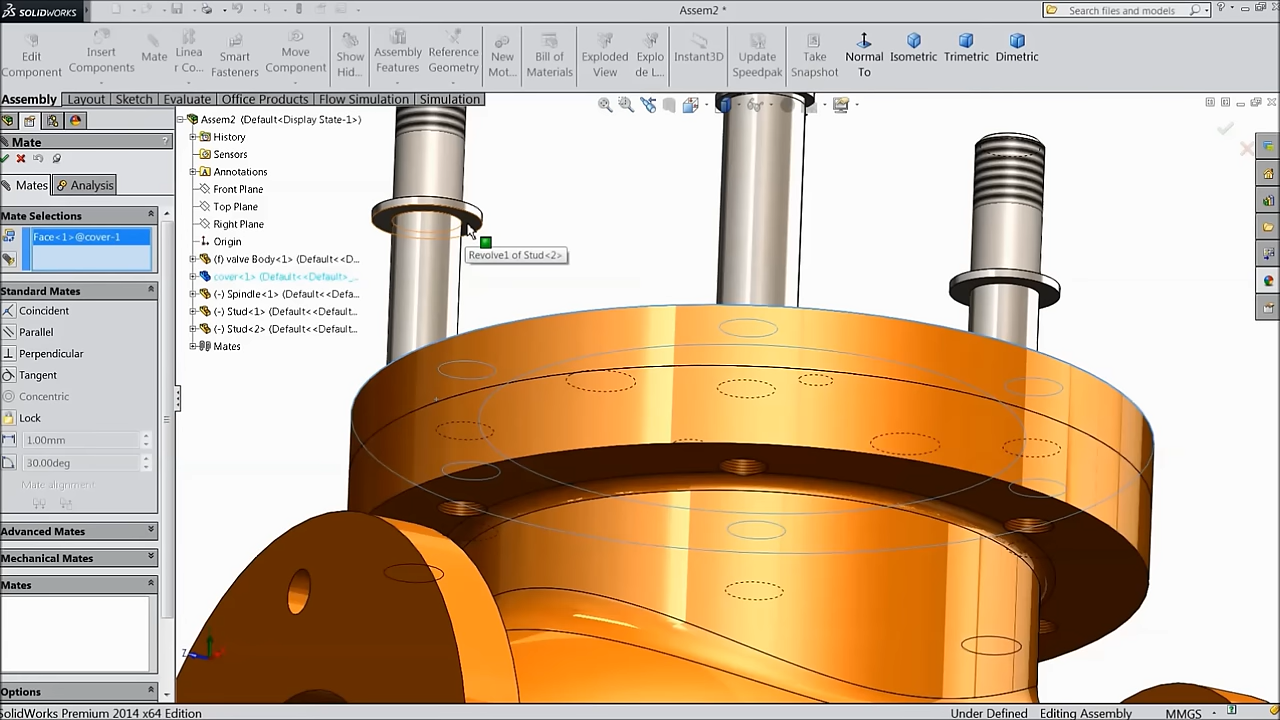 SOLIDWORKS
Assem2 *
Search files and models
Edit Component
Insert Components
Mate
Linea r Co...
Smart Fasteners
Move Component
Show Hid...
Assembly Features
Reference Geometry
New Mot...
Bill of Materials
Exploded View
Explo de L...
Instant3D
Update Speedpak
Take Snapshot
Normal To
Isometric
Trimetric
Dimetric
Assembly
Layout
Sketch
Evaluate
Office Products
Flow Simulation
Simulation
Mate
?
Mates
Analysis
Mate Selections
Face<1>@cover-1
Standard Mates
Coincident
Parallel
Perpendicular
Tangent
Concentric
Lock
1.00mm
30.00deg
Mate alignment:
Advanced Mates
Mechanical Mates
Mates
Options
Assem2 (Default<Display State-1>)
History
Sensors
Annotations
Front Plane
Top Plane
Right Plane
Origin
(f) valve Body<1> (Default<<D...
cover<1> (Default<<Default>_...
(-) Spindle<1> (Default<<Defa...
(-) Stud<1> (Default<<Default...
(-) Stud<2> (Default<<Default...
Mates
Revolve1 of Stud<2>
Z
SolidWorks Premium 2014 x64 Edition
Under Defined
Editing Assembly
MMGS